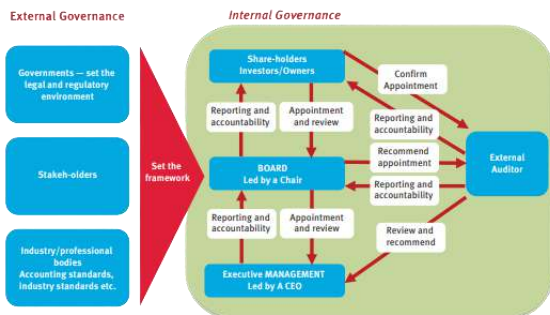 External Governance
Internal Governance
Governments — set the
legal and regulatory
environment
Stakeh-olders
Industry/professional
bodies
Accounting standards,
Industry standards etc.
Set the
framework
Share-holders
Investors/Owners
Confirm
Appointment
Reporting and
accountability
Appointment
and review
Reporting and
accountability
Recommend
appointment
External
Auditor
BOARD
Led by a Chair
Reporting and
accountability
Reporting and
accountability
Appointment
and review
Review and
recommend
Executive MANAGEMENT
Led by A CEO